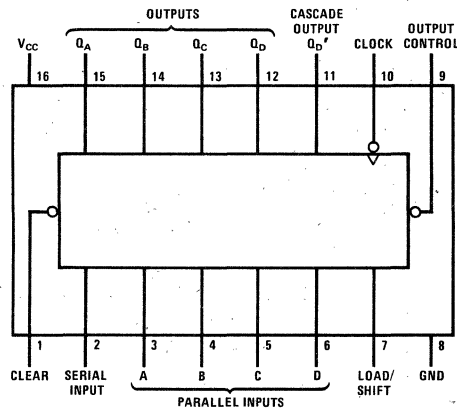 OUTPUTS
CASCADE
OUTPUT
OUTPUT
CONTROL
VCC QA QB QC QD QD′ CLOCK
16 15 14 13 12 11 10 9
1 2 3 4 5 6 7 8
CLEAR SERIAL
INPUT
A B C D
LOAD/
SHIFT
GND
PARALLEL INPUTS